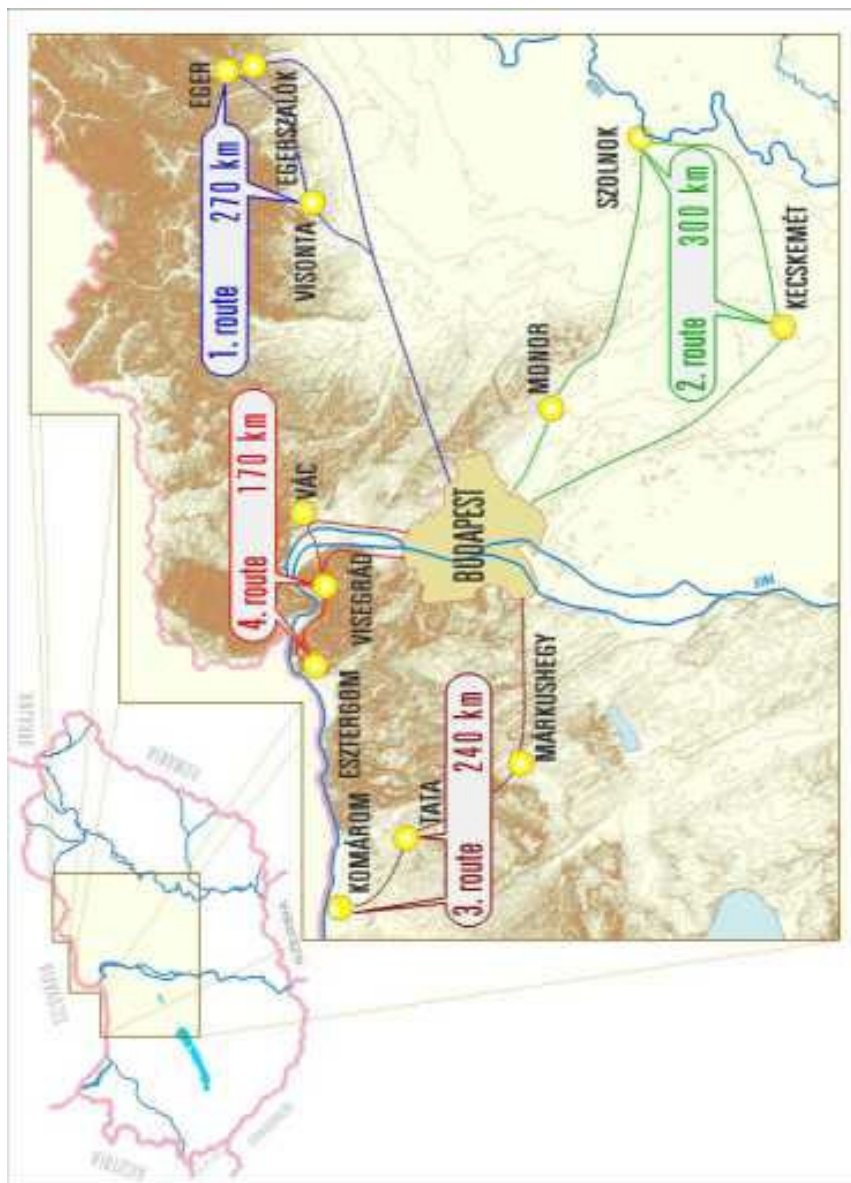 EGER
1. route 270 km
4. route 170 km
EGERSZALÓK
VISONTA
VÁC
KOMÁROM
ESZTERGOM
VISEGRÁD
TATA
3. route 240 km
BUDAPEST
MONOR
MÁRKUSHEGY
SZOLNOK
2. route 300 km
KECSKEMÉT